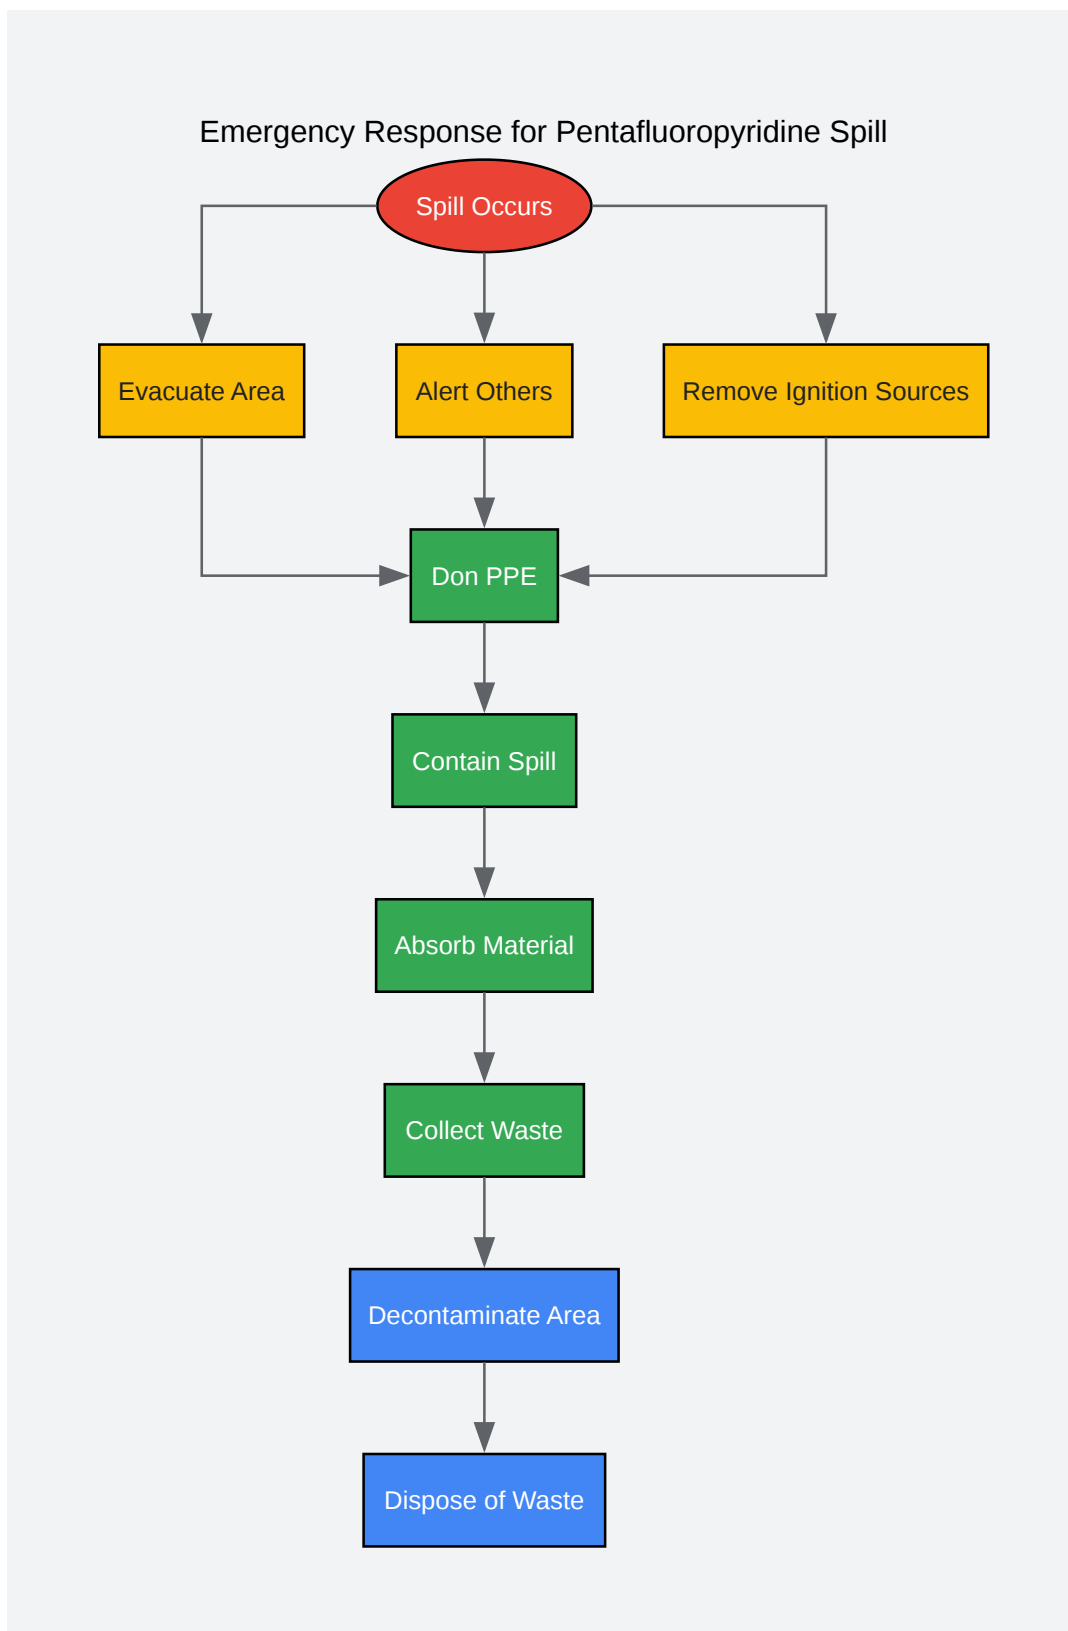 Emergency Response for Pentafluoropyridine Spill
Spill Occurs
Evacuate Area
Alert Others
Remove Ignition Sources
Don PPE
Contain Spill
Absorb Material
Collect Waste
Decontaminate Area
Dispose of Waste